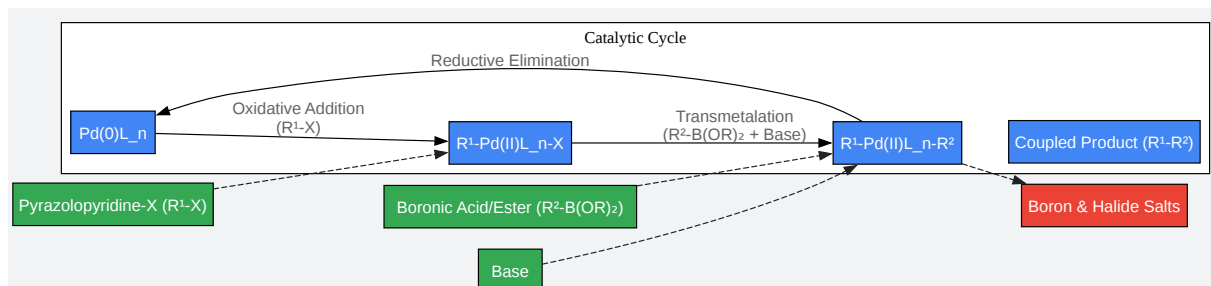 Catalytic Cycle
Reductive Elimination
Oxidative Addition
(R¹-X)
Transmetalation
(R²-B(OR)₂ + Base)
Pd(0)L_n
R¹-Pd(II)L_n-X
R¹-Pd(II)L_n-R²
Coupled Product (R¹-R²)
Pyrazolopyridine-X (R¹-X)
Boronic Acid/Ester (R²-B(OR)₂)
Boron & Halide Salts
Base